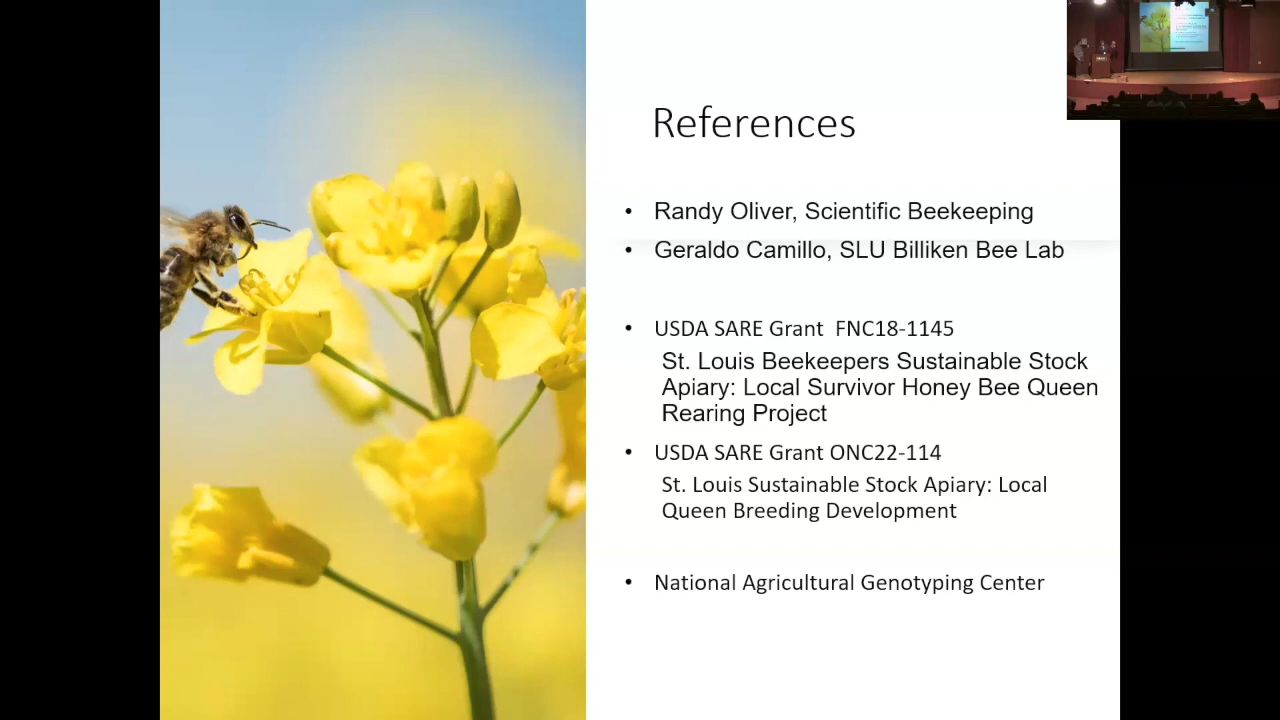 References
• Randy Oliver, Scientific Beekeeping
• Geraldo Camillo, SLU Billiken Bee Lab
• USDA SARE Grant  FNC18-1145
St. Louis Beekeepers Sustainable Stock
Apiary: Local Survivor Honey Bee Queen
Rearing Project
• USDA SARE Grant ONC22-114
St. Louis Sustainable Stock Apiary: Local
Queen Breeding Development
• National Agricultural Genotyping Center